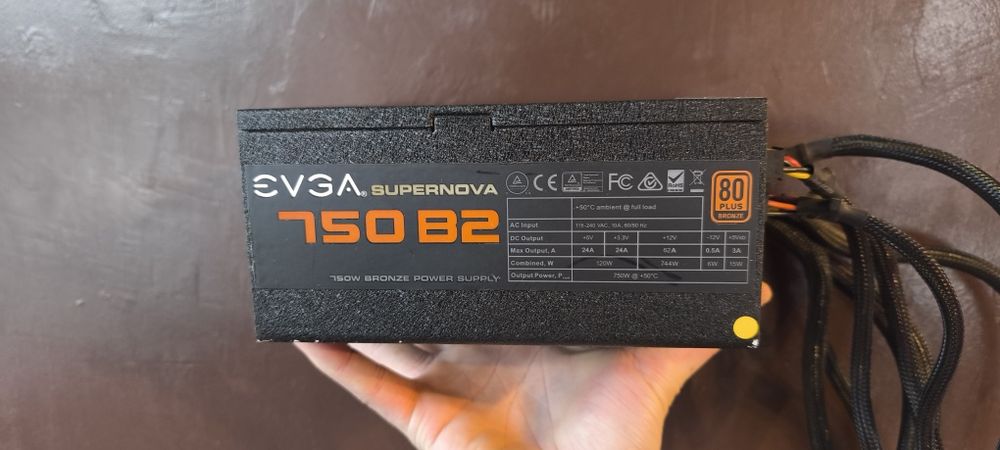 EVGA® SUPERNOVA
750 B2
750W BRONZE POWER SUPPLY
CE FC
80 PLUS BRONZE
+50°C ambient @ full load
AC Input 115-240 VAC, 10A, 60/50 Hz
DC Output +5V +3.3V +12V -12V +5Vsb
Max Output, A 24A 24A 62A 0.5A 3A
Combined, W 120W 744W 6W 15W
Output Power, P 750W @ +50°C